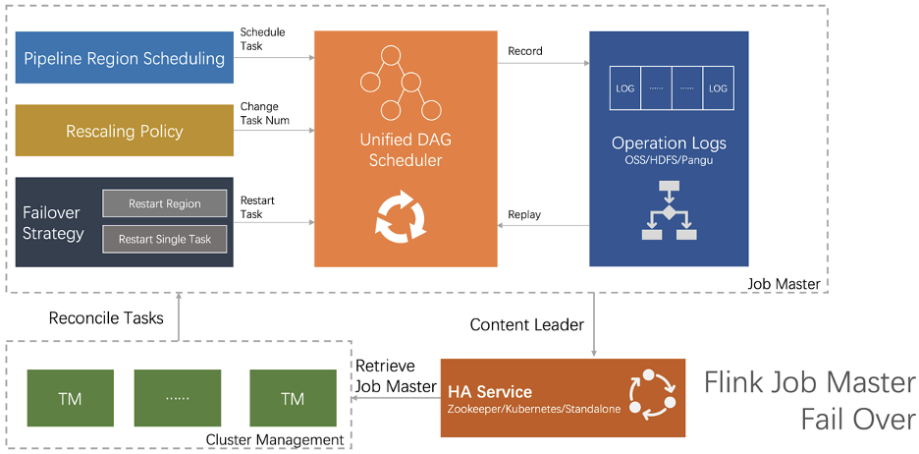 Pipeline Region Scheduling
Schedule
Task
Rescaling Policy
Change
Task Num
Failover
Strategy
Restart Region
Restart Single Task
Restart
Task
Unified DAG
Scheduler
Record
Replay
LOG
......
......
LOG
Operation Logs
OSS/HDFS/Pangu
Job Master
Reconcile Tasks
Content Leader
TM
......
TM
Cluster Management
Retrieve
Job Master
HA Service
Zookeeper/Kubernetes/Standalone
Flink Job Master
Fail Over